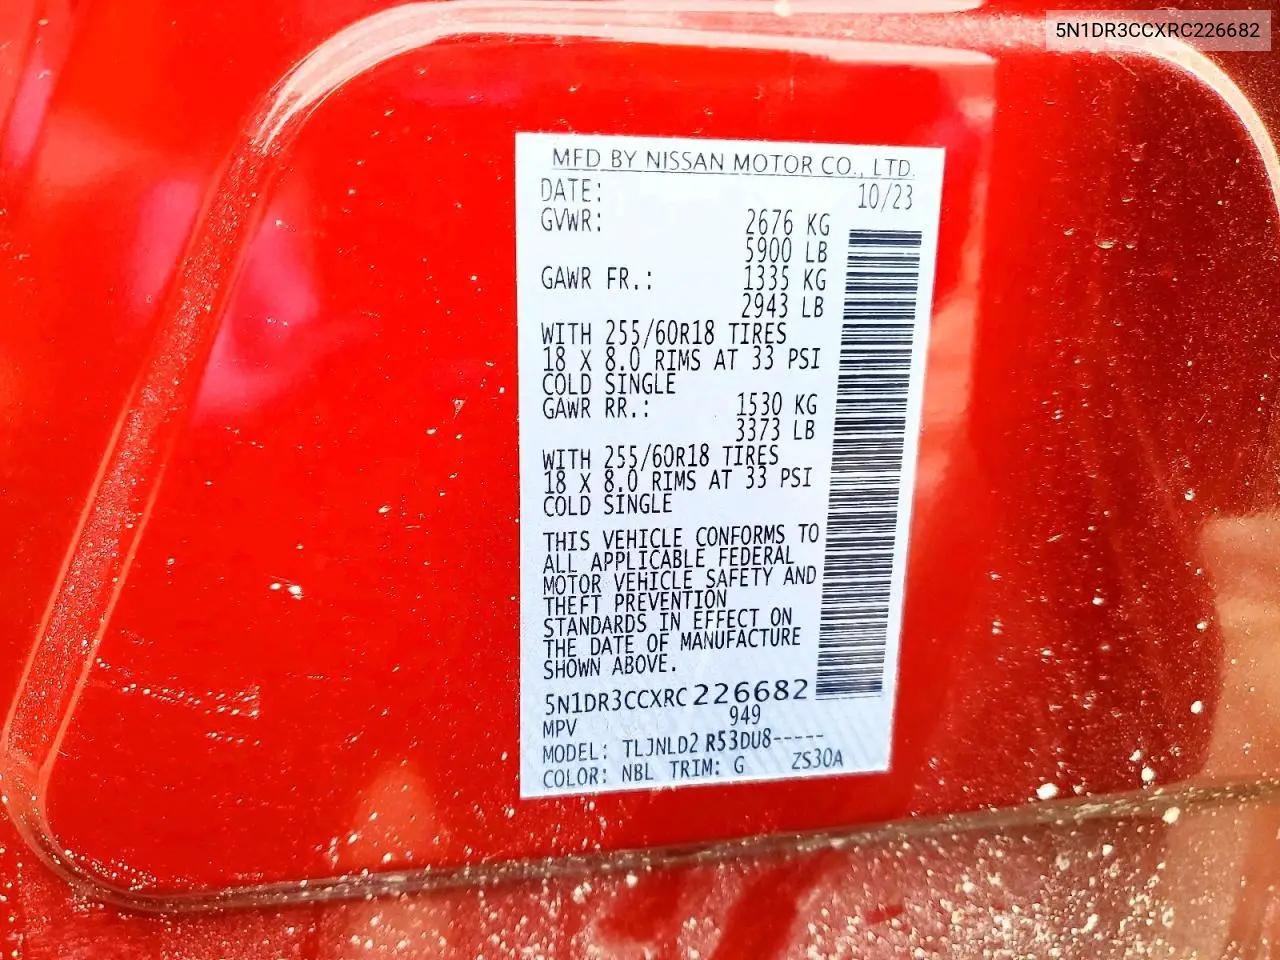 5N1DR3CCXRC226682
MFD BY NISSAN MOTOR CO., LTD.
DATE: 10/23
GVWR: 2676 KG
5900 LB
GAWR FR.: 1335 KG
2943 LB
WITH 255/60R18 TIRES
18 X 8.0 RIMS AT 33 PSI
COLD SINGLE
GAWR RR.: 1530 KG
3373 LB
WITH 255/60R18 TIRES
18 X 8.0 RIMS AT 33 PSI
COLD SINGLE
THIS VEHICLE CONFORMS TO
ALL APPLICABLE FEDERAL
MOTOR VEHICLE SAFETY AND
THEFT PREVENTION
STANDARDS IN EFFECT ON
THE DATE OF MANUFACTURE
SHOWN ABOVE.
5N1DR3CCXRC 226682
MPV 949
MODEL: TLJNLD2 R53DU8-----
COLOR: NBL TRIM: G ZS30A